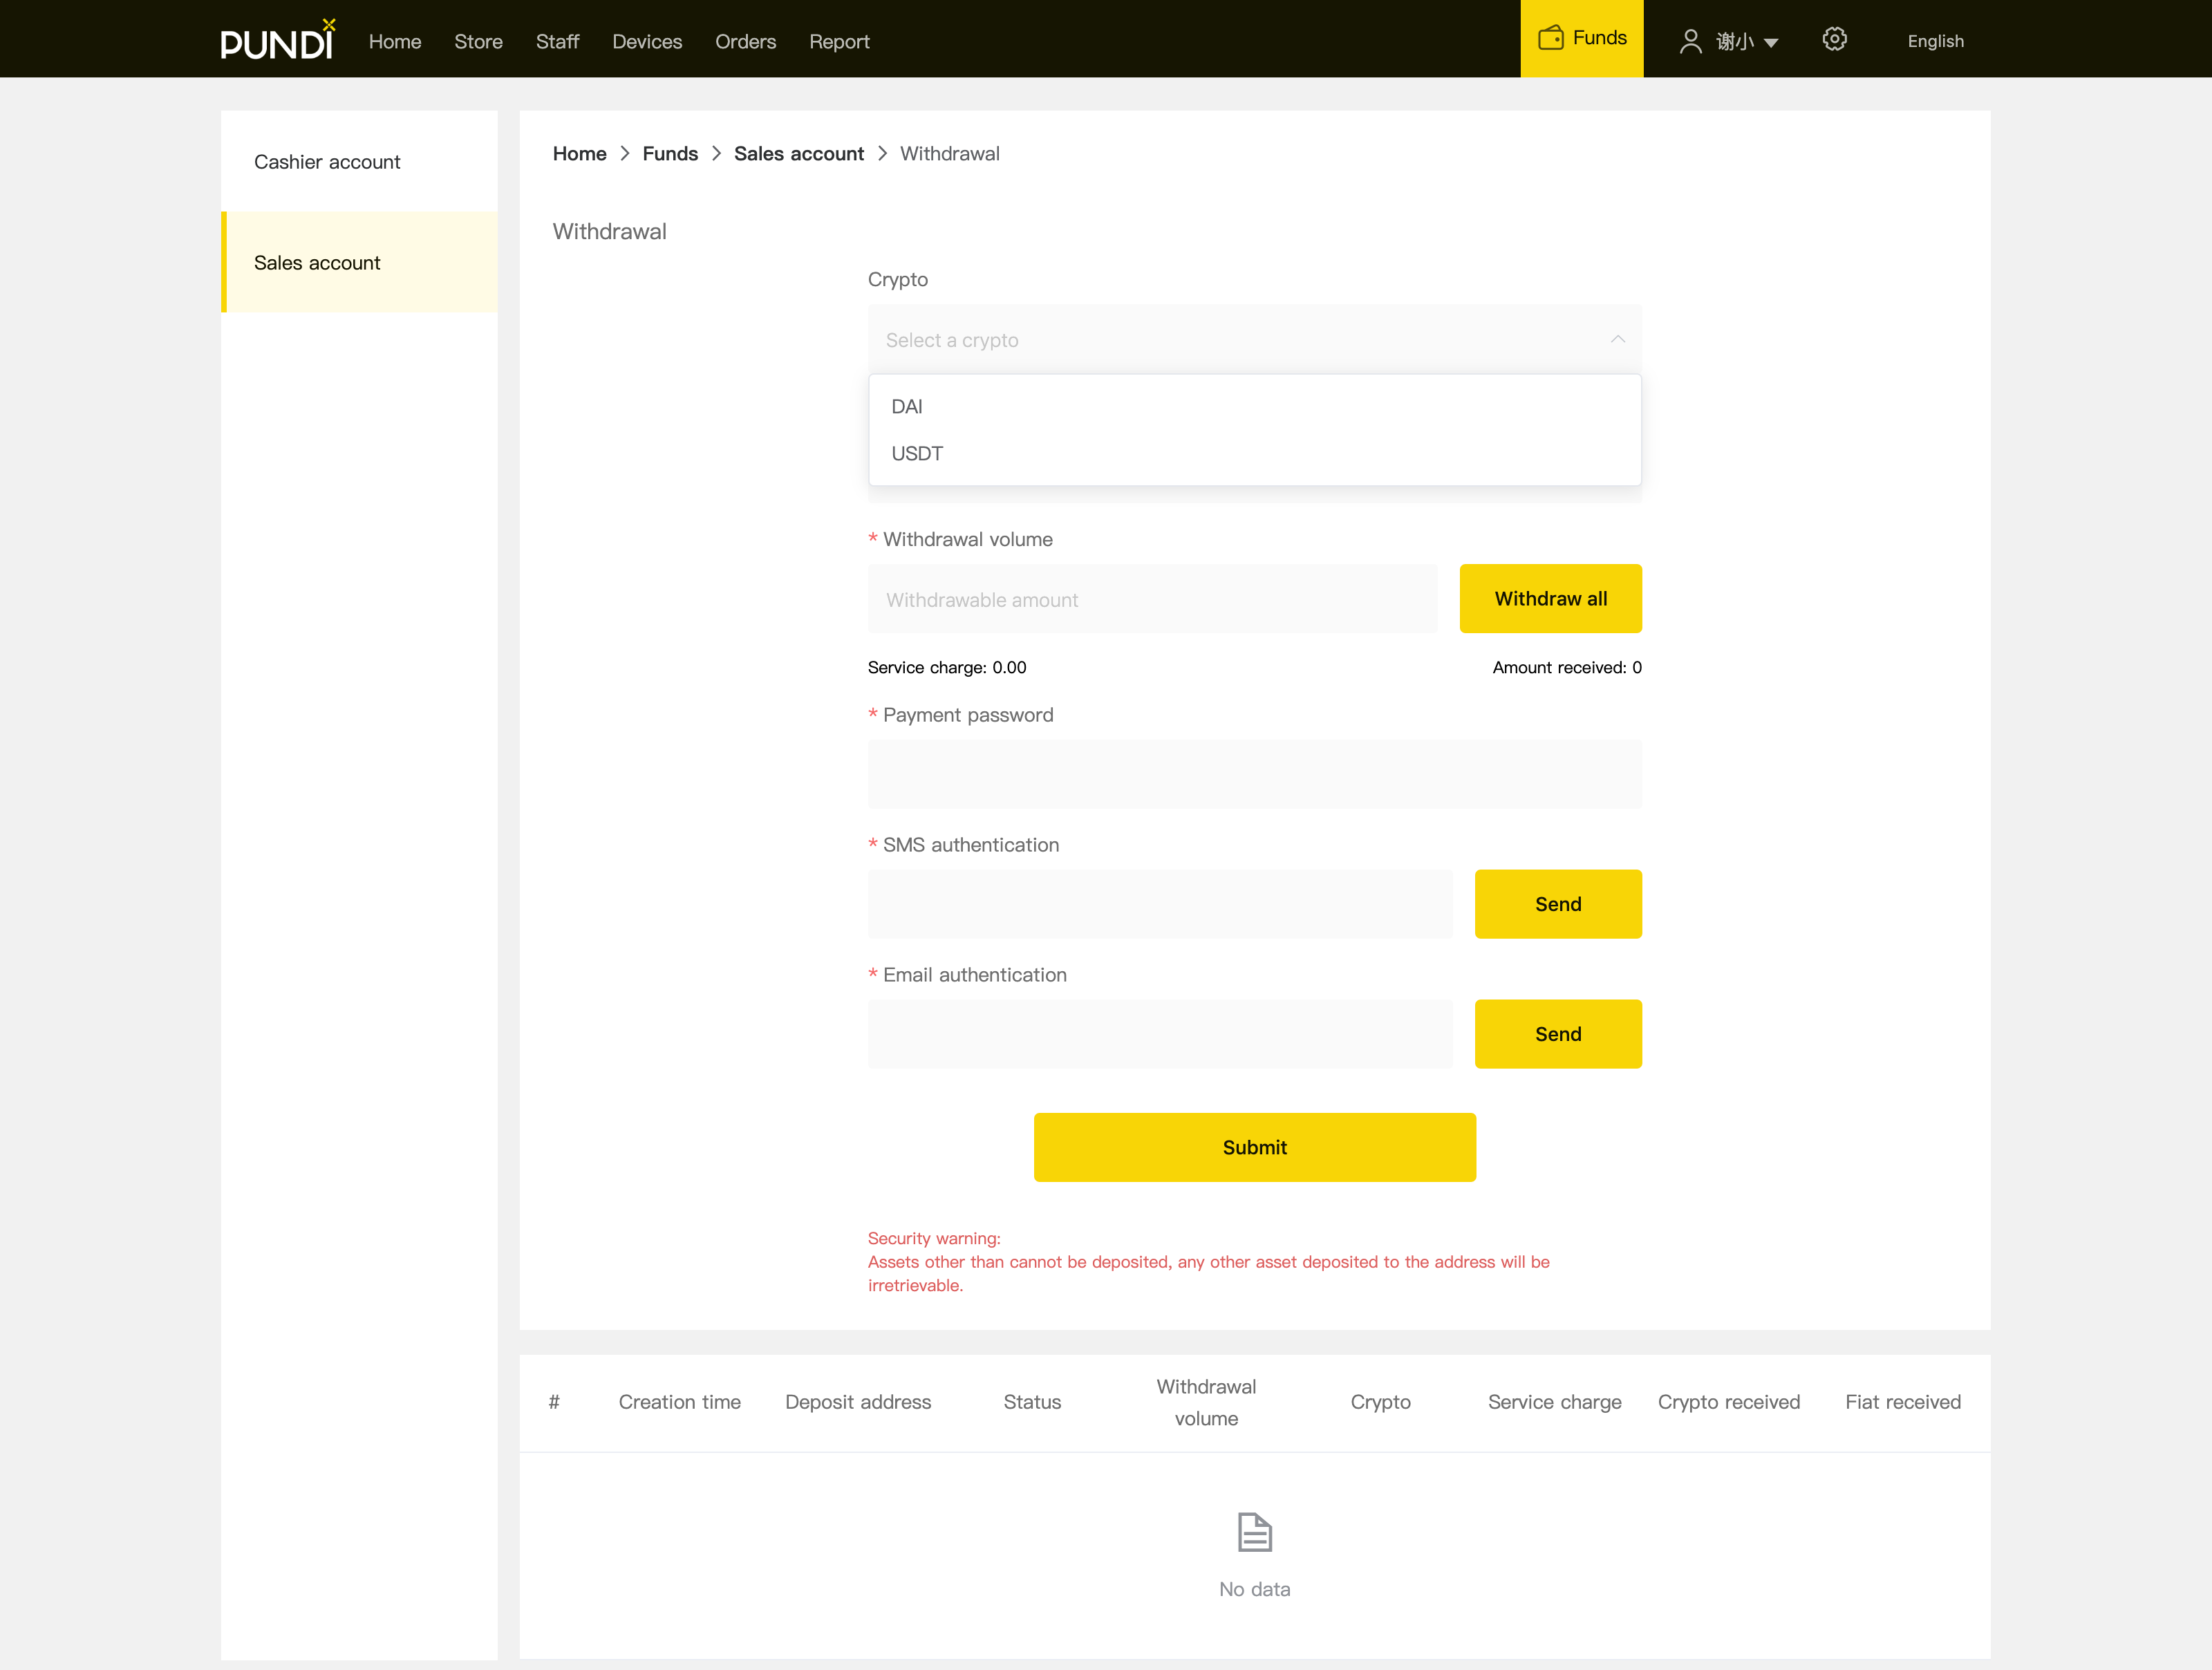 PUNDI Home Store Staff Devices Orders Report Funds 谢小 English
Cashier account
Sales account
Home > Funds > Sales account > Withdrawal
Withdrawal
Crypto
Select a crypto
DAI
USDT
* Withdrawal volume
Withdrawable amount
Withdraw all
Service charge: 0.00
Amount received: 0
* Payment password
* SMS authentication
Send
* Email authentication
Send
Submit
Security warning:
Assets other than cannot be deposited, any other asset deposited to the address will be
irretrievable.
# Creation time Deposit address Status Withdrawal volume Crypto Service charge Crypto received Fiat received
No data